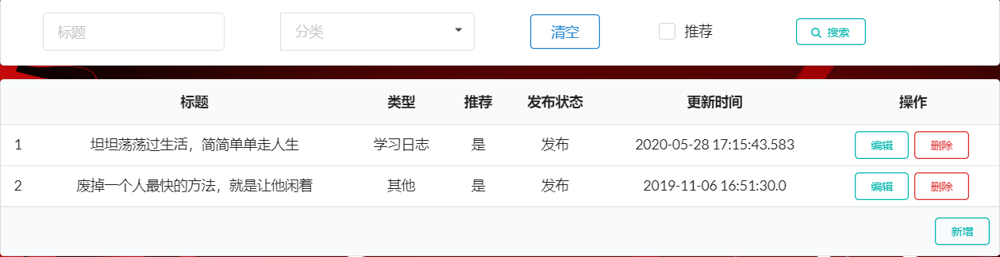 标题 分类 清空 推荐 搜索
标题 类型 推荐 发布状态 更新时间 操作
1 坦坦荡荡过生活，简简单单走人生 学习日志 是 发布 2020-05-28 17:15:43.583 编辑 删除
2 废掉一个人最快的方法，就是让他闲着 其他 是 发布 2019-11-06 16:51:30.0 编辑 删除
新增